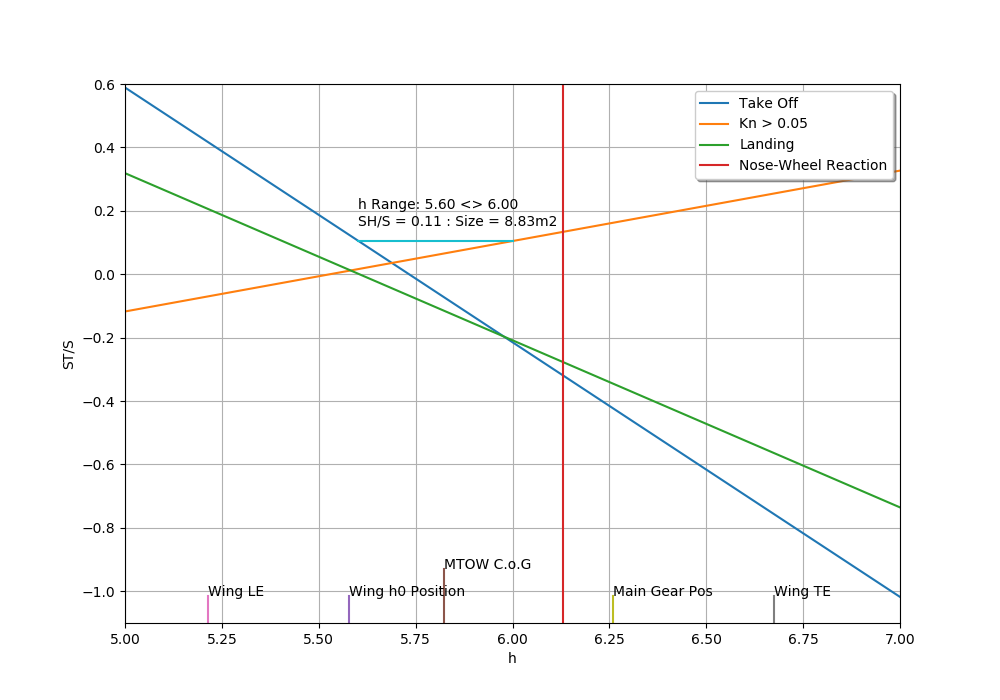 0.6
0.4
0.2
0.0
−0.2
−0.4
−0.6
−0.8
−1.0
ST/S
Take Off
Kn > 0.05
Landing
Nose-Wheel Reaction
h Range: 5.60 <> 6.00
SH/S = 0.11 : Size = 8.83m2
MTOW C.o.G
Wing LE
Wing h0 Position
Main Gear Pos
Wing TE
5.00 5.25 5.50 5.75 6.00 6.25 6.50 6.75 7.00
h